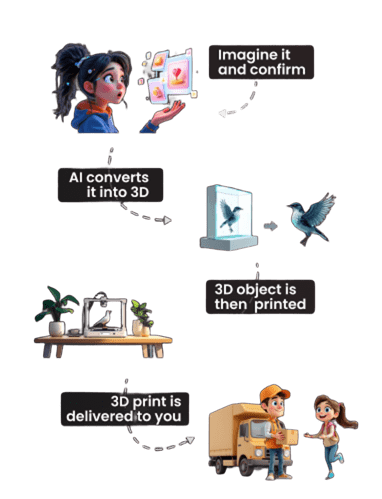 Imagine it
and confirm
AI converts
it into 3D
3D object is
then printed
3D print is
delivered to you